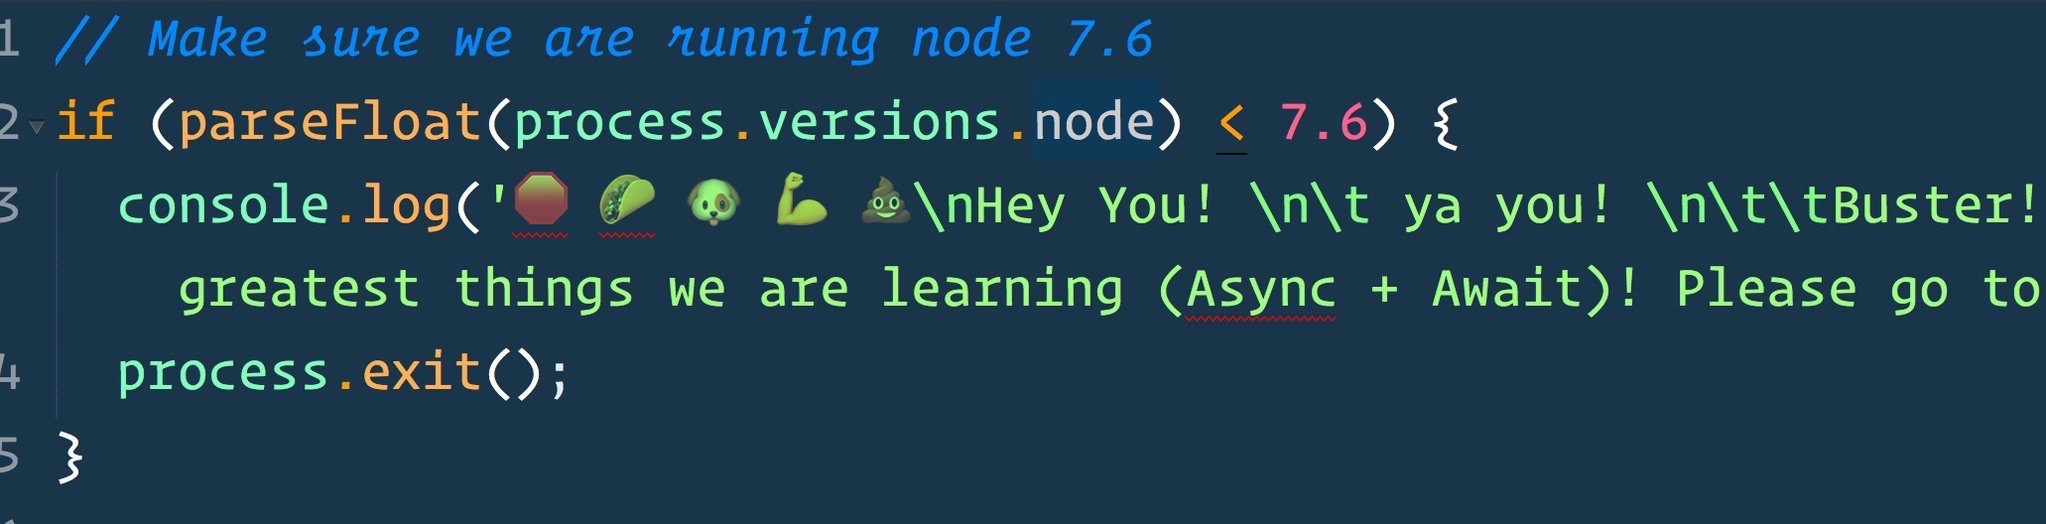 1 // Make sure we are running node 7.6
2 if (parseFloat(process.versions.node) < 7.6) {
3 console.log('🛑 🌮 🐶 💪 💩\nHey You! \n\t ya you! \n\t\tBuster!
greatest things we are learning (Async + Await)! Please go to
4 process.exit();
5 }